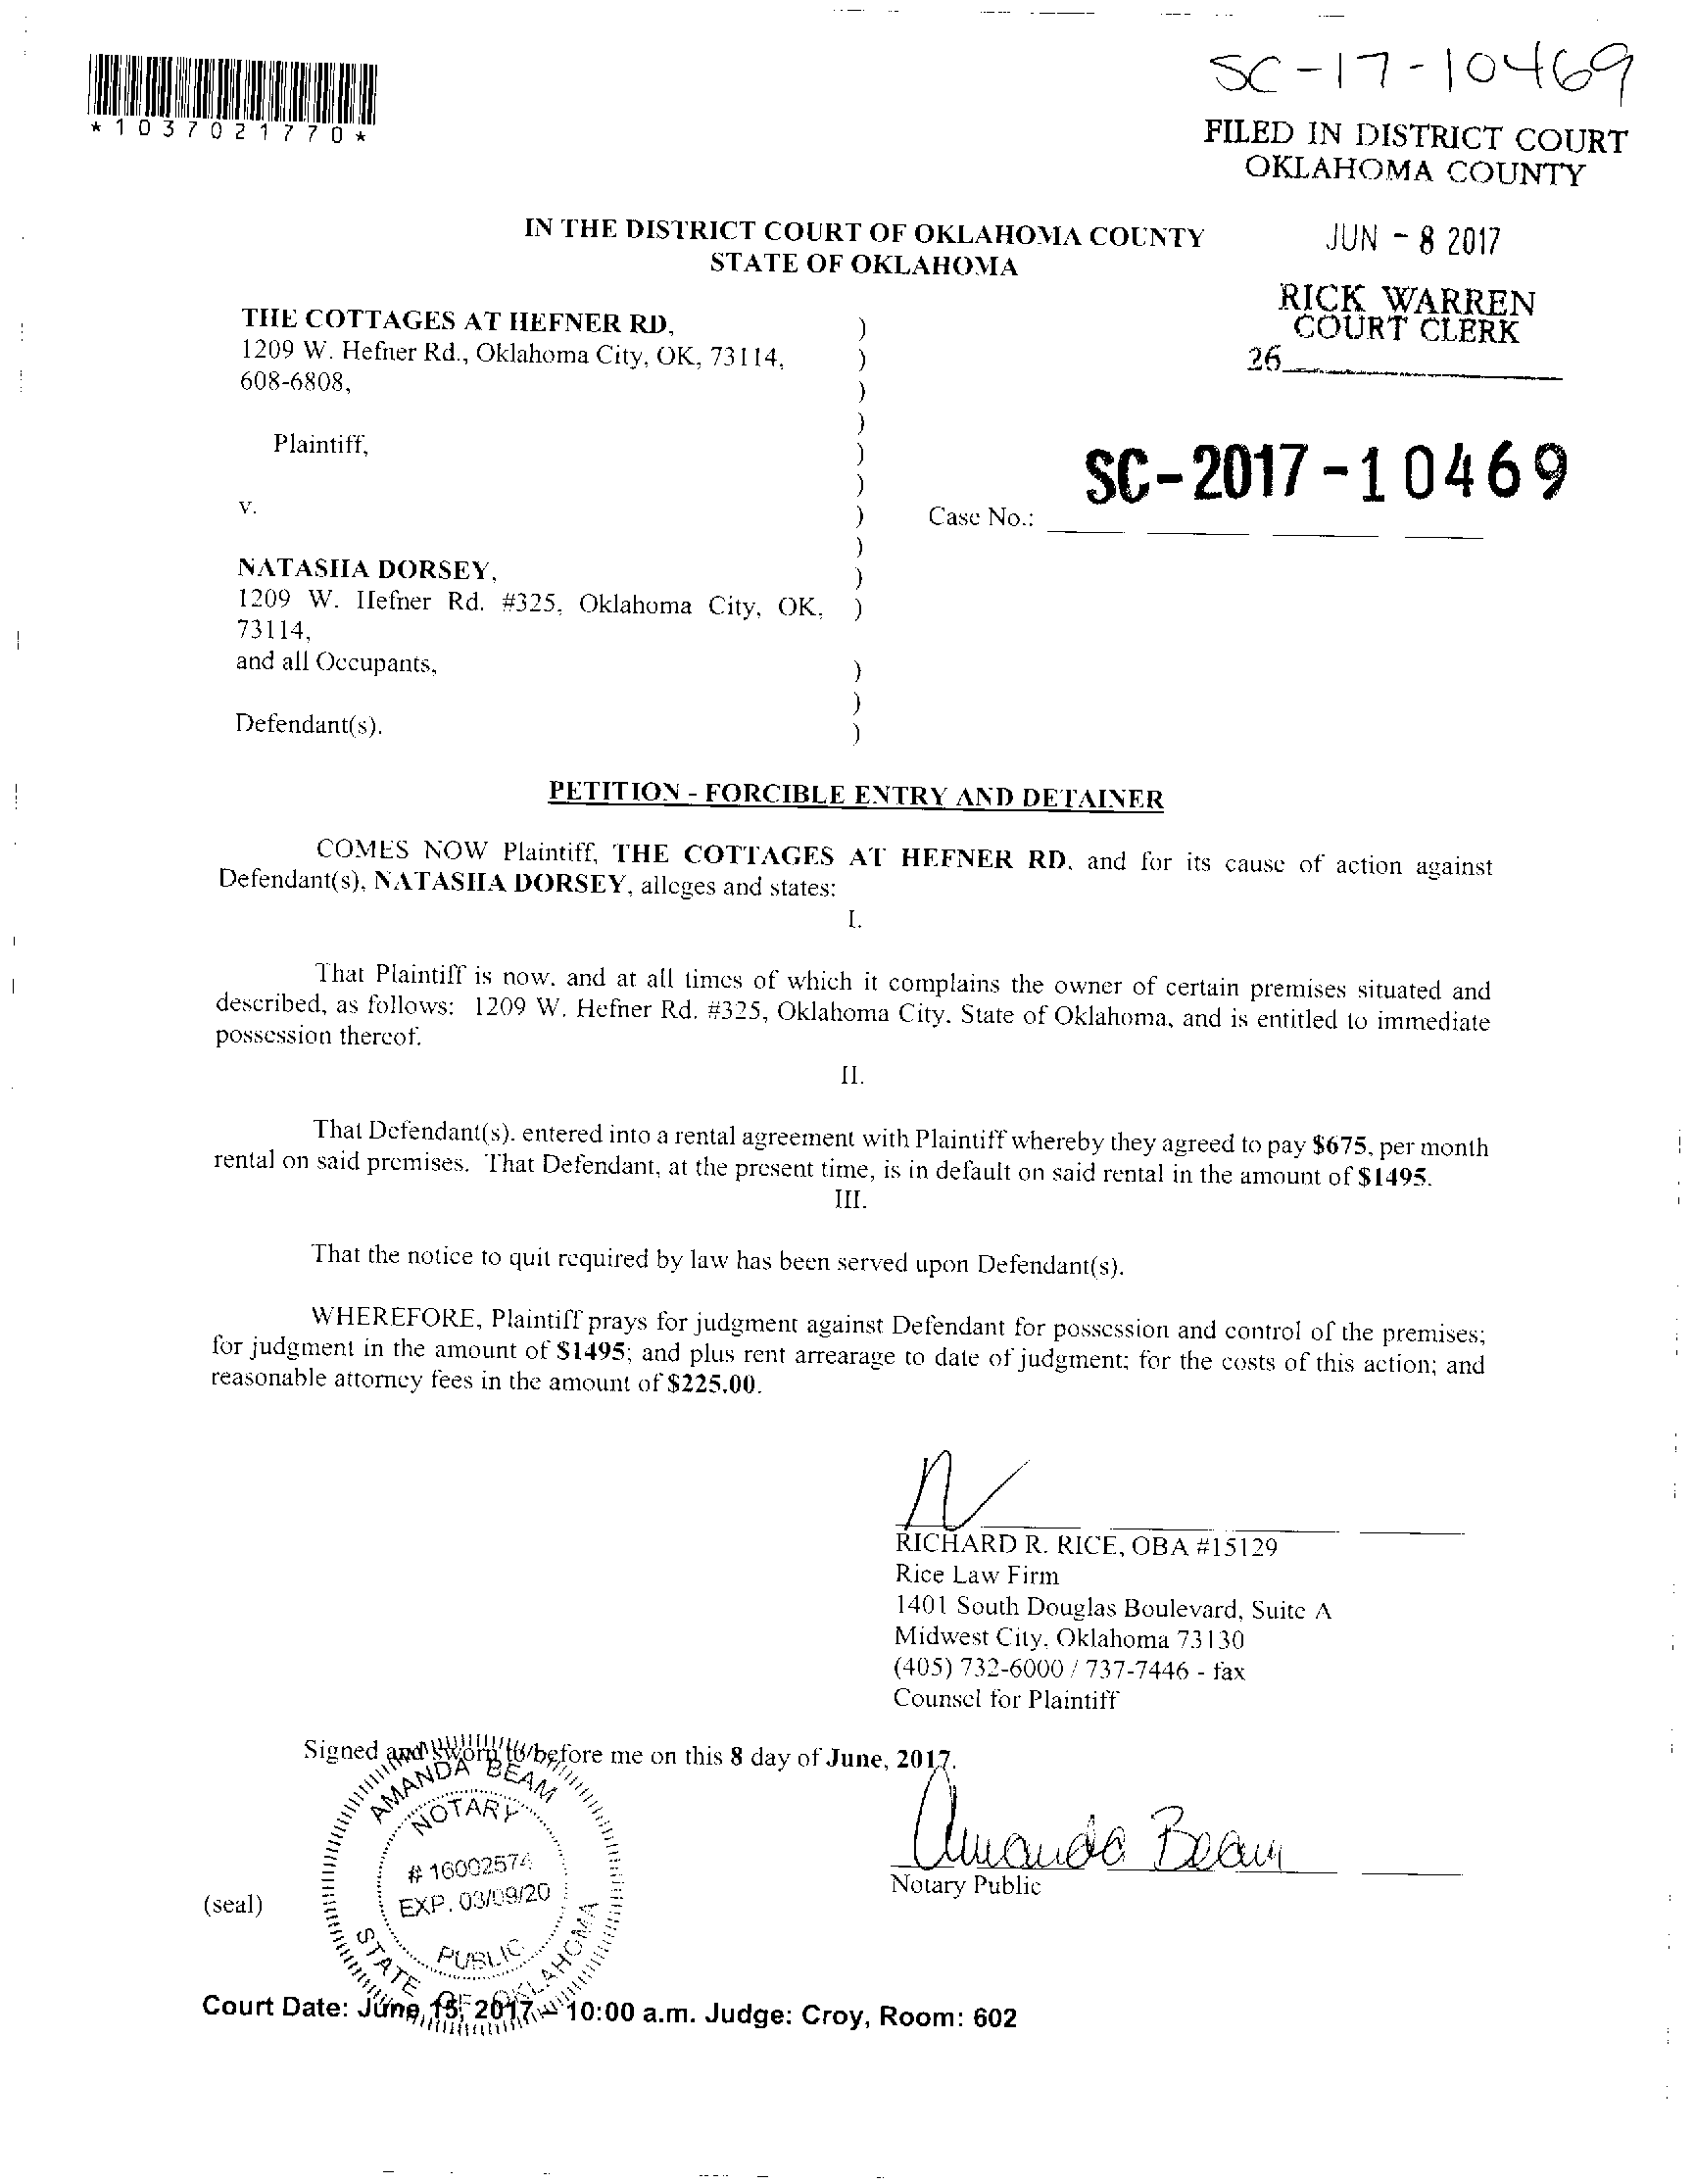 SC-17-10469
*1037021770*
FILED IN DISTRICT COURT
OKLAHOMA COUNTY
IN THE DISTRICT COURT OF OKLAHOMA COUNTY
STATE OF OKLAHOMA
JUN - 8 2017
RICK WARREN
COURT CLERK
26
THE COTTAGES AT HEFNER RD, )
1209 W. Hefner Rd., Oklahoma City, OK, 73114, )
608-6808, )
)
Plaintiff, )
)
v. ) Case No.: SC-2017-10469
)
NATASHA DORSEY, )
1209 W. Hefner Rd. #325, Oklahoma City, OK, )
73114,
and all Occupants, )
)
Defendant(s). )
PETITION - FORCIBLE ENTRY AND DETAINER
COMES NOW Plaintiff, THE COTTAGES AT HEFNER RD, and for its cause of action against
Defendant(s), NATASHA DORSEY, alleges and states:
I.
That Plaintiff is now, and at all times of which it complains the owner of certain premises situated and
described, as follows: 1209 W. Hefner Rd. #325, Oklahoma City, State of Oklahoma, and is entitled to immediate
possession thereof.
II.
That Defendant(s), entered into a rental agreement with Plaintiff whereby they agreed to pay $675, per month
rental on said premises. That Defendant, at the present time, is in default on said rental in the amount of $1495.
III.
That the notice to quit required by law has been served upon Defendant(s).
WHEREFORE, Plaintiff prays for judgment against Defendant for possession and control of the premises;
for judgment in the amount of $1495; and plus rent arrearage to date of judgment; for the costs of this action; and
reasonable attorney fees in the amount of $225.00.
RICHARD R. RICE, OBA #15129
Rice Law Firm
1401 South Douglas Boulevard, Suite A
Midwest City, Oklahoma 73130
(405) 732-6000 / 737-7446 - fax
Counsel for Plaintiff
Signed and sworn to before me on this 8 day of June, 2017.
AMANDA BEAM
NOTARY
# 16002574
EXP. 03/09/20
PUBLIC
STATE OF OKLAHOMA
Amanda Beam
Notary Public
(seal)
Court Date: June, 15, 2017 - 10:00 a.m. Judge: Croy, Room: 602